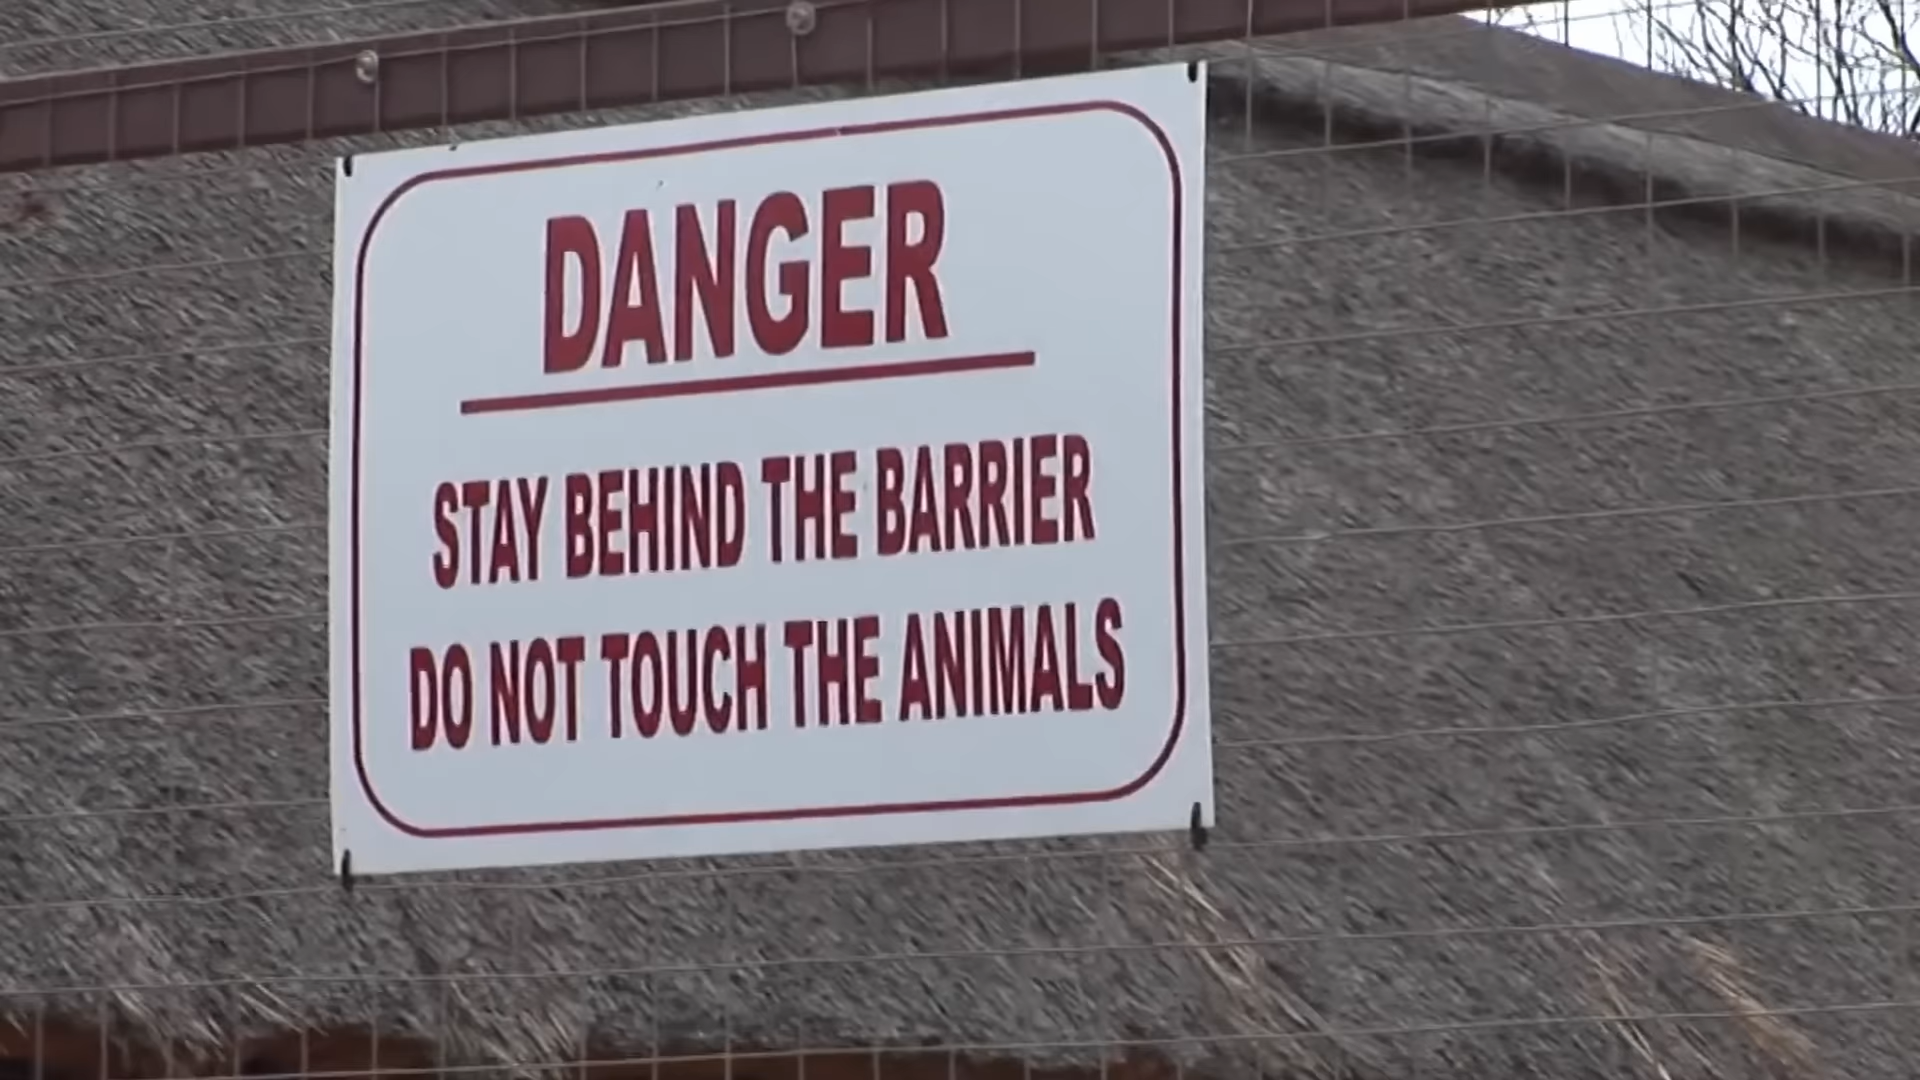 DANGER
STAY BEHIND THE BARRIER
DO NOT TOUCH THE ANIMALS